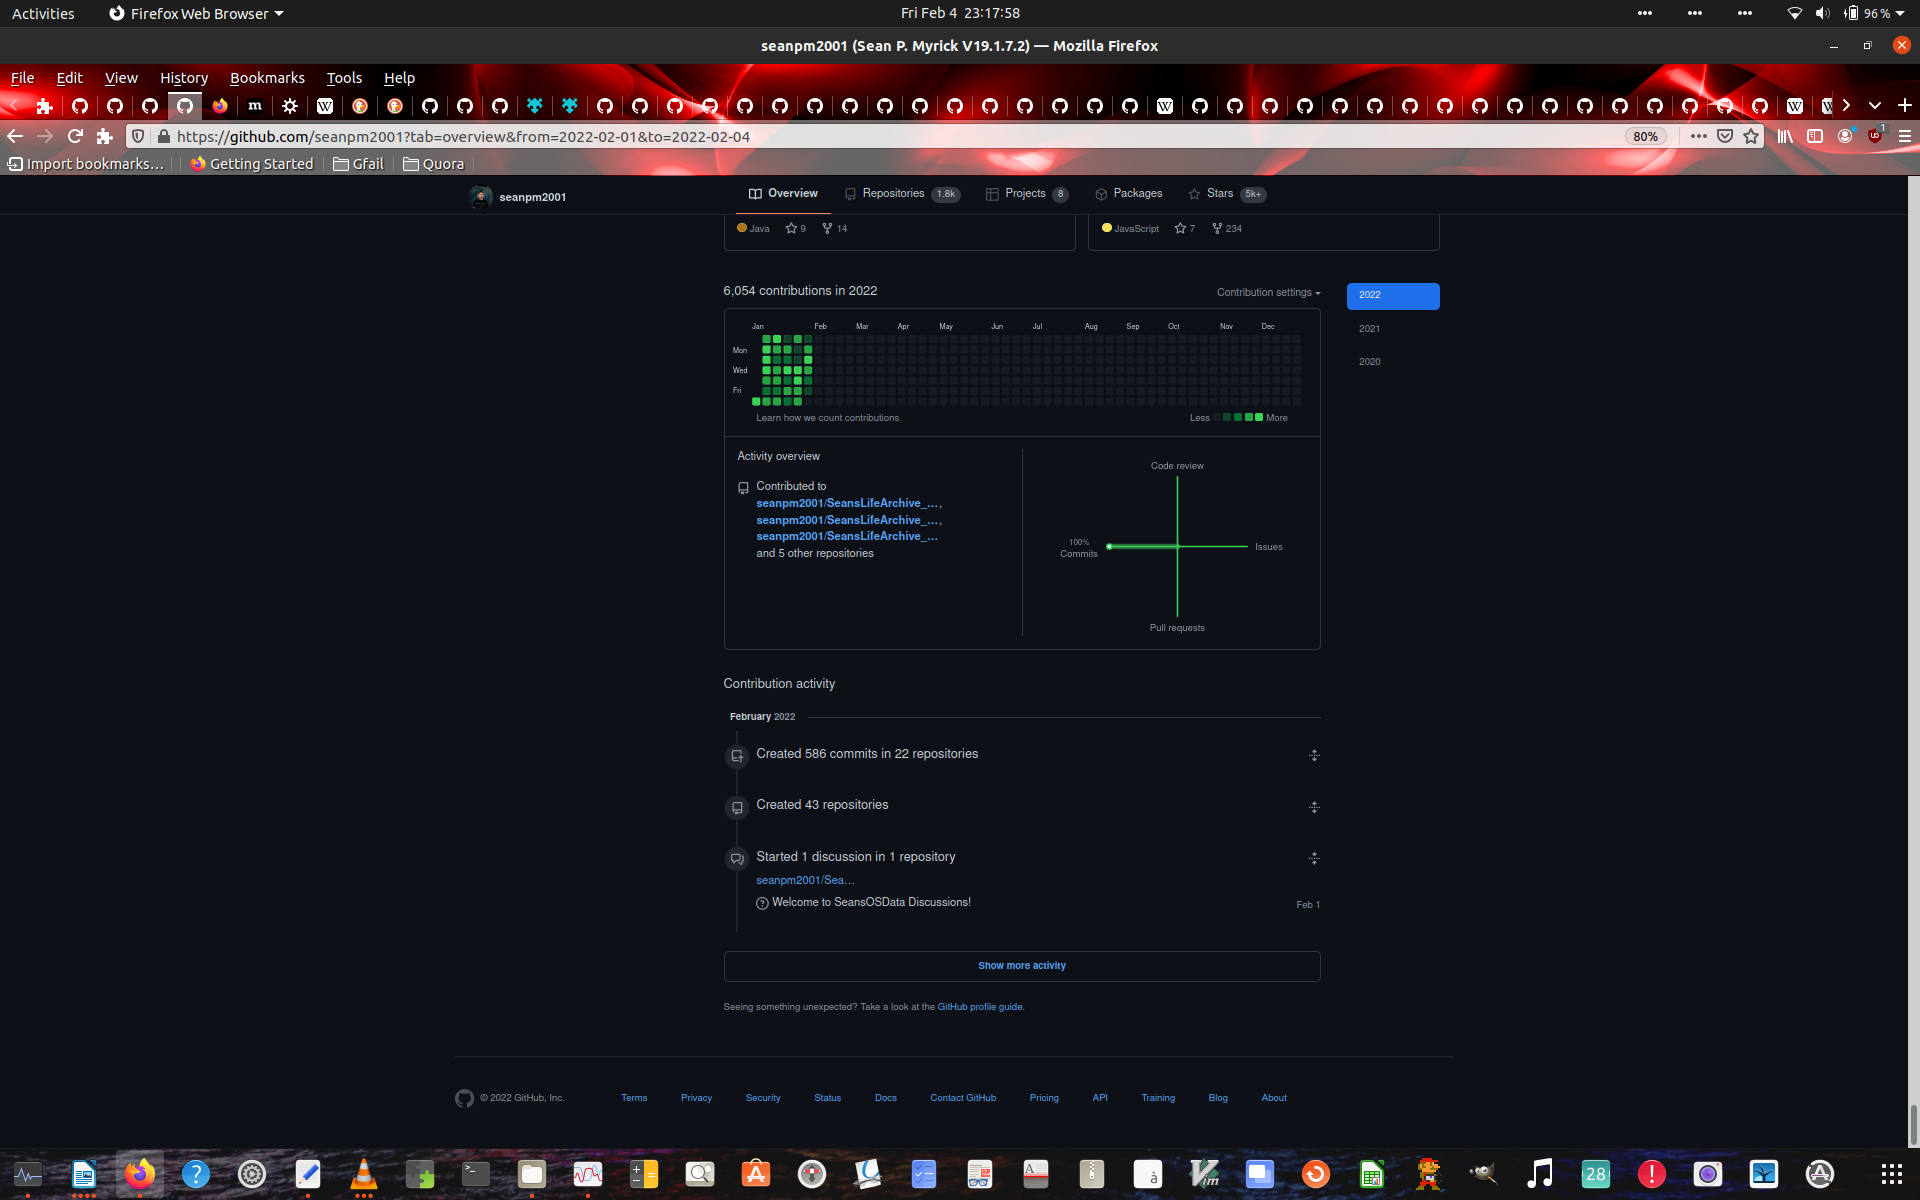 Activities
Firefox Web Browser
Fri Feb 4 23:17:58
96 %
seanpm2001 (Sean P. Myrick V19.1.7.2) — Mozilla Firefox
File Edit View History Bookmarks Tools Help
https://github.com/seanpm2001?tab=overview&from=2022-02-01&to=2022-02-04
80%
1
Import bookmarks… Getting Started Gfail Quora
seanpm2001
Overview Repositories 1.8k Projects 8 Packages Stars 5k+
Java 9 14
JavaScript 7 234
6,054 contributions in 2022
Contribution settings
2022
2021
2020
Jan Feb Mar Apr May Jun Jul Aug Sep Oct Nov Dec
Mon
Wed
Fri
Learn how we count contributions
Less More
Activity overview
Contributed to
seanpm2001/SeansLifeArchive_…,
seanpm2001/SeansLifeArchive_…,
seanpm2001/SeansLifeArchive_…
and 5 other repositories
Code review
100%
Commits
Issues
Pull requests
Contribution activity
February 2022
Created 586 commits in 22 repositories
Created 43 repositories
Started 1 discussion in 1 repository
seanpm2001/Sea…
Welcome to SeansOSData Discussions!
Feb 1
Show more activity
Seeing something unexpected? Take a look at the GitHub profile guide.
© 2022 GitHub, Inc. Terms Privacy Security Status Docs Contact GitHub Pricing API Training Blog About
28